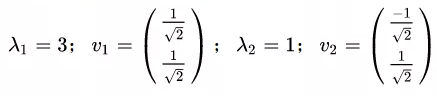 λ₁ = 3; v₁ = (1/√2 1/√2); λ₂ = 1; v₂ = (-1/√2 1/√2)